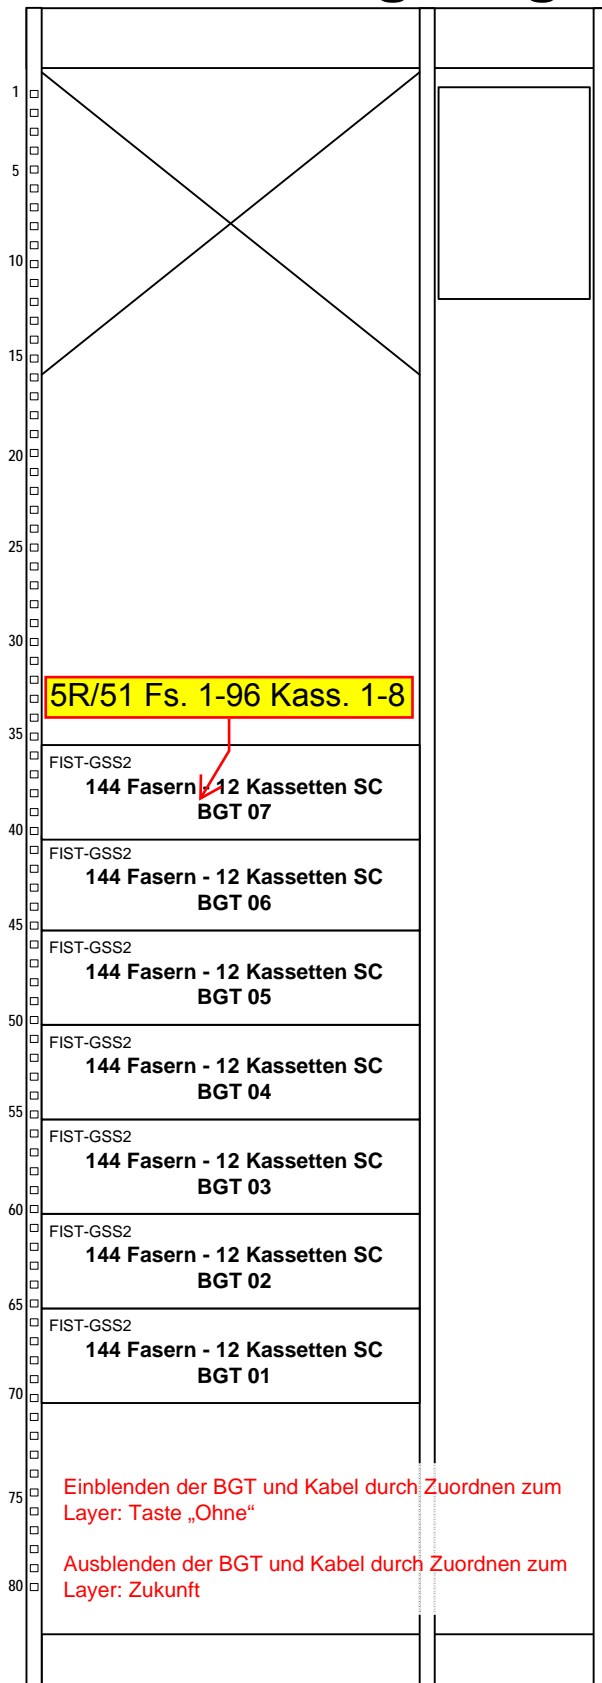 1
5
10
15
20
25
30
5R/51 Fs. 1-96 Kass. 1-8
35
FIST-GSS2
144 Fasern - 12 Kassetten SC
BGT 07
40
FIST-GSS2
144 Fasern - 12 Kassetten SC
BGT 06
45
FIST-GSS2
144 Fasern - 12 Kassetten SC
BGT 05
50
FIST-GSS2
144 Fasern - 12 Kassetten SC
BGT 04
55
FIST-GSS2
144 Fasern - 12 Kassetten SC
BGT 03
60
FIST-GSS2
144 Fasern - 12 Kassetten SC
BGT 02
65
FIST-GSS2
144 Fasern - 12 Kassetten SC
BGT 01
70
Einblenden der BGT und Kabel durch Zuordnen zum
75
Layer: Taste „Ohne“
Ausblenden der BGT und Kabel durch Zuordnen zum
80
Layer: Zukunft